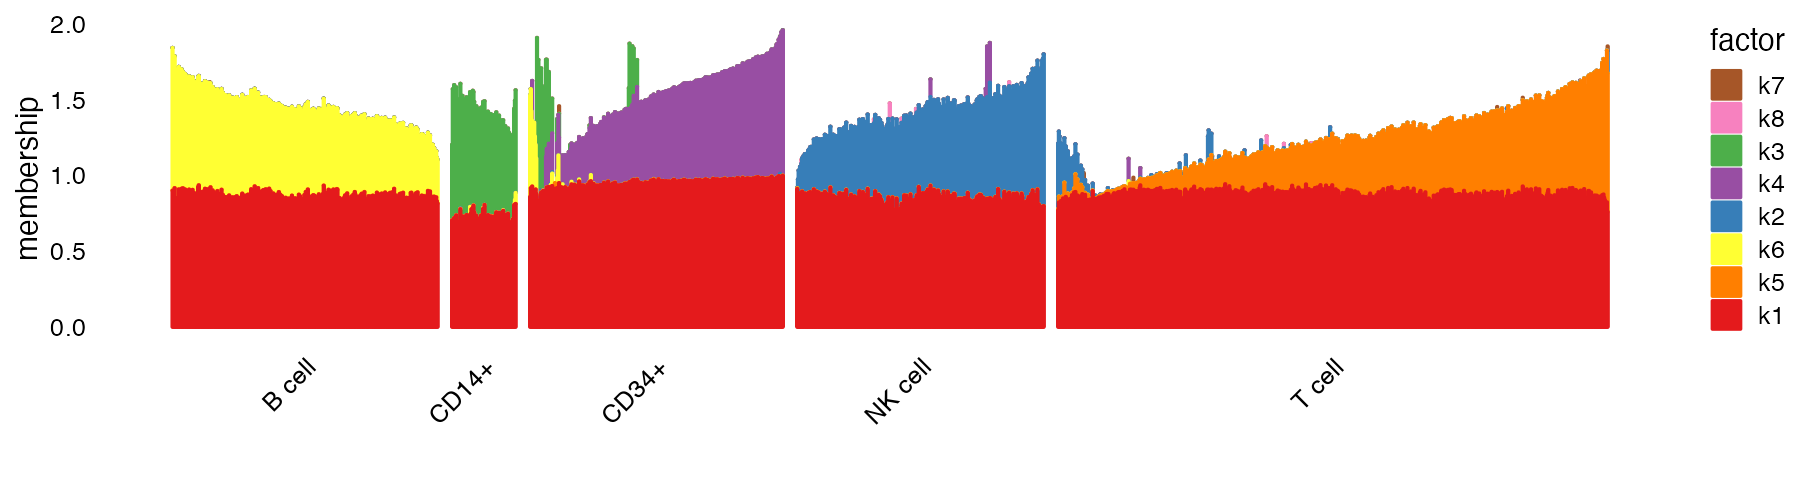 membership
2.0
1.5
1.0
0.5
0.0
B cell
CD14+
CD34+
NK cell
T cell
factor
k7
k8
k3
k4
k2
k6
k5
k1